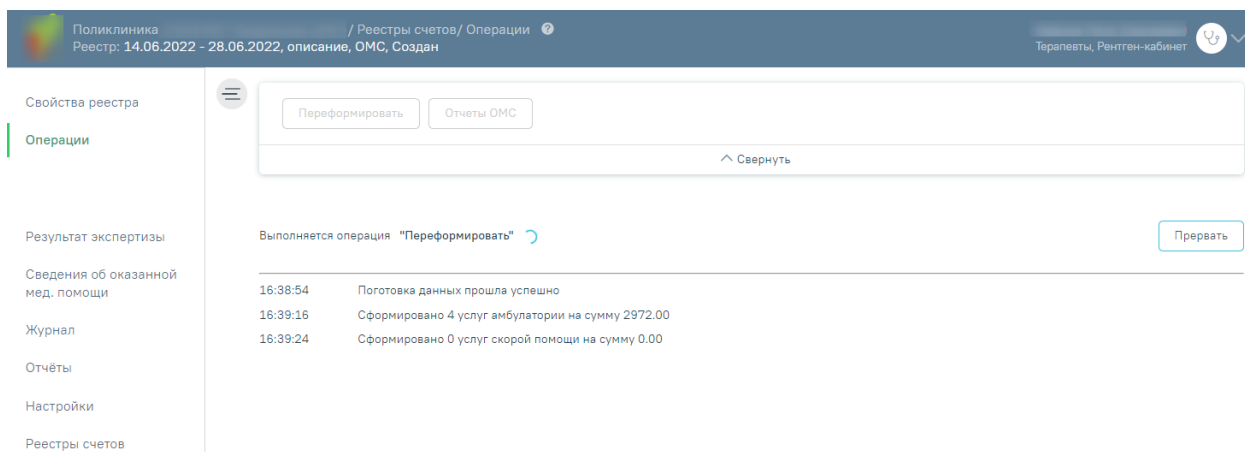 Поликлиника / Реестры счетов/ Операции ?
Реестр: 14.06.2022 - 28.06.2022, описание, ОМС, Создан
Терапевты, Рентген-кабинет
Свойства реестра
Операции
Переформировать
Отчеты ОМС
Свернуть
Результат экспертизы
Сведения об оказанной
мед. помощи
Журнал
Отчёты
Настройки
Реестры счетов
Выполняется операция "Переформировать"
Прервать
16:38:54 Поготовка данных прошла успешно
16:39:16 Сформировано 4 услуг амбулатории на сумму 2972.00
16:39:24 Сформировано 0 услуг скорой помощи на сумму 0.00